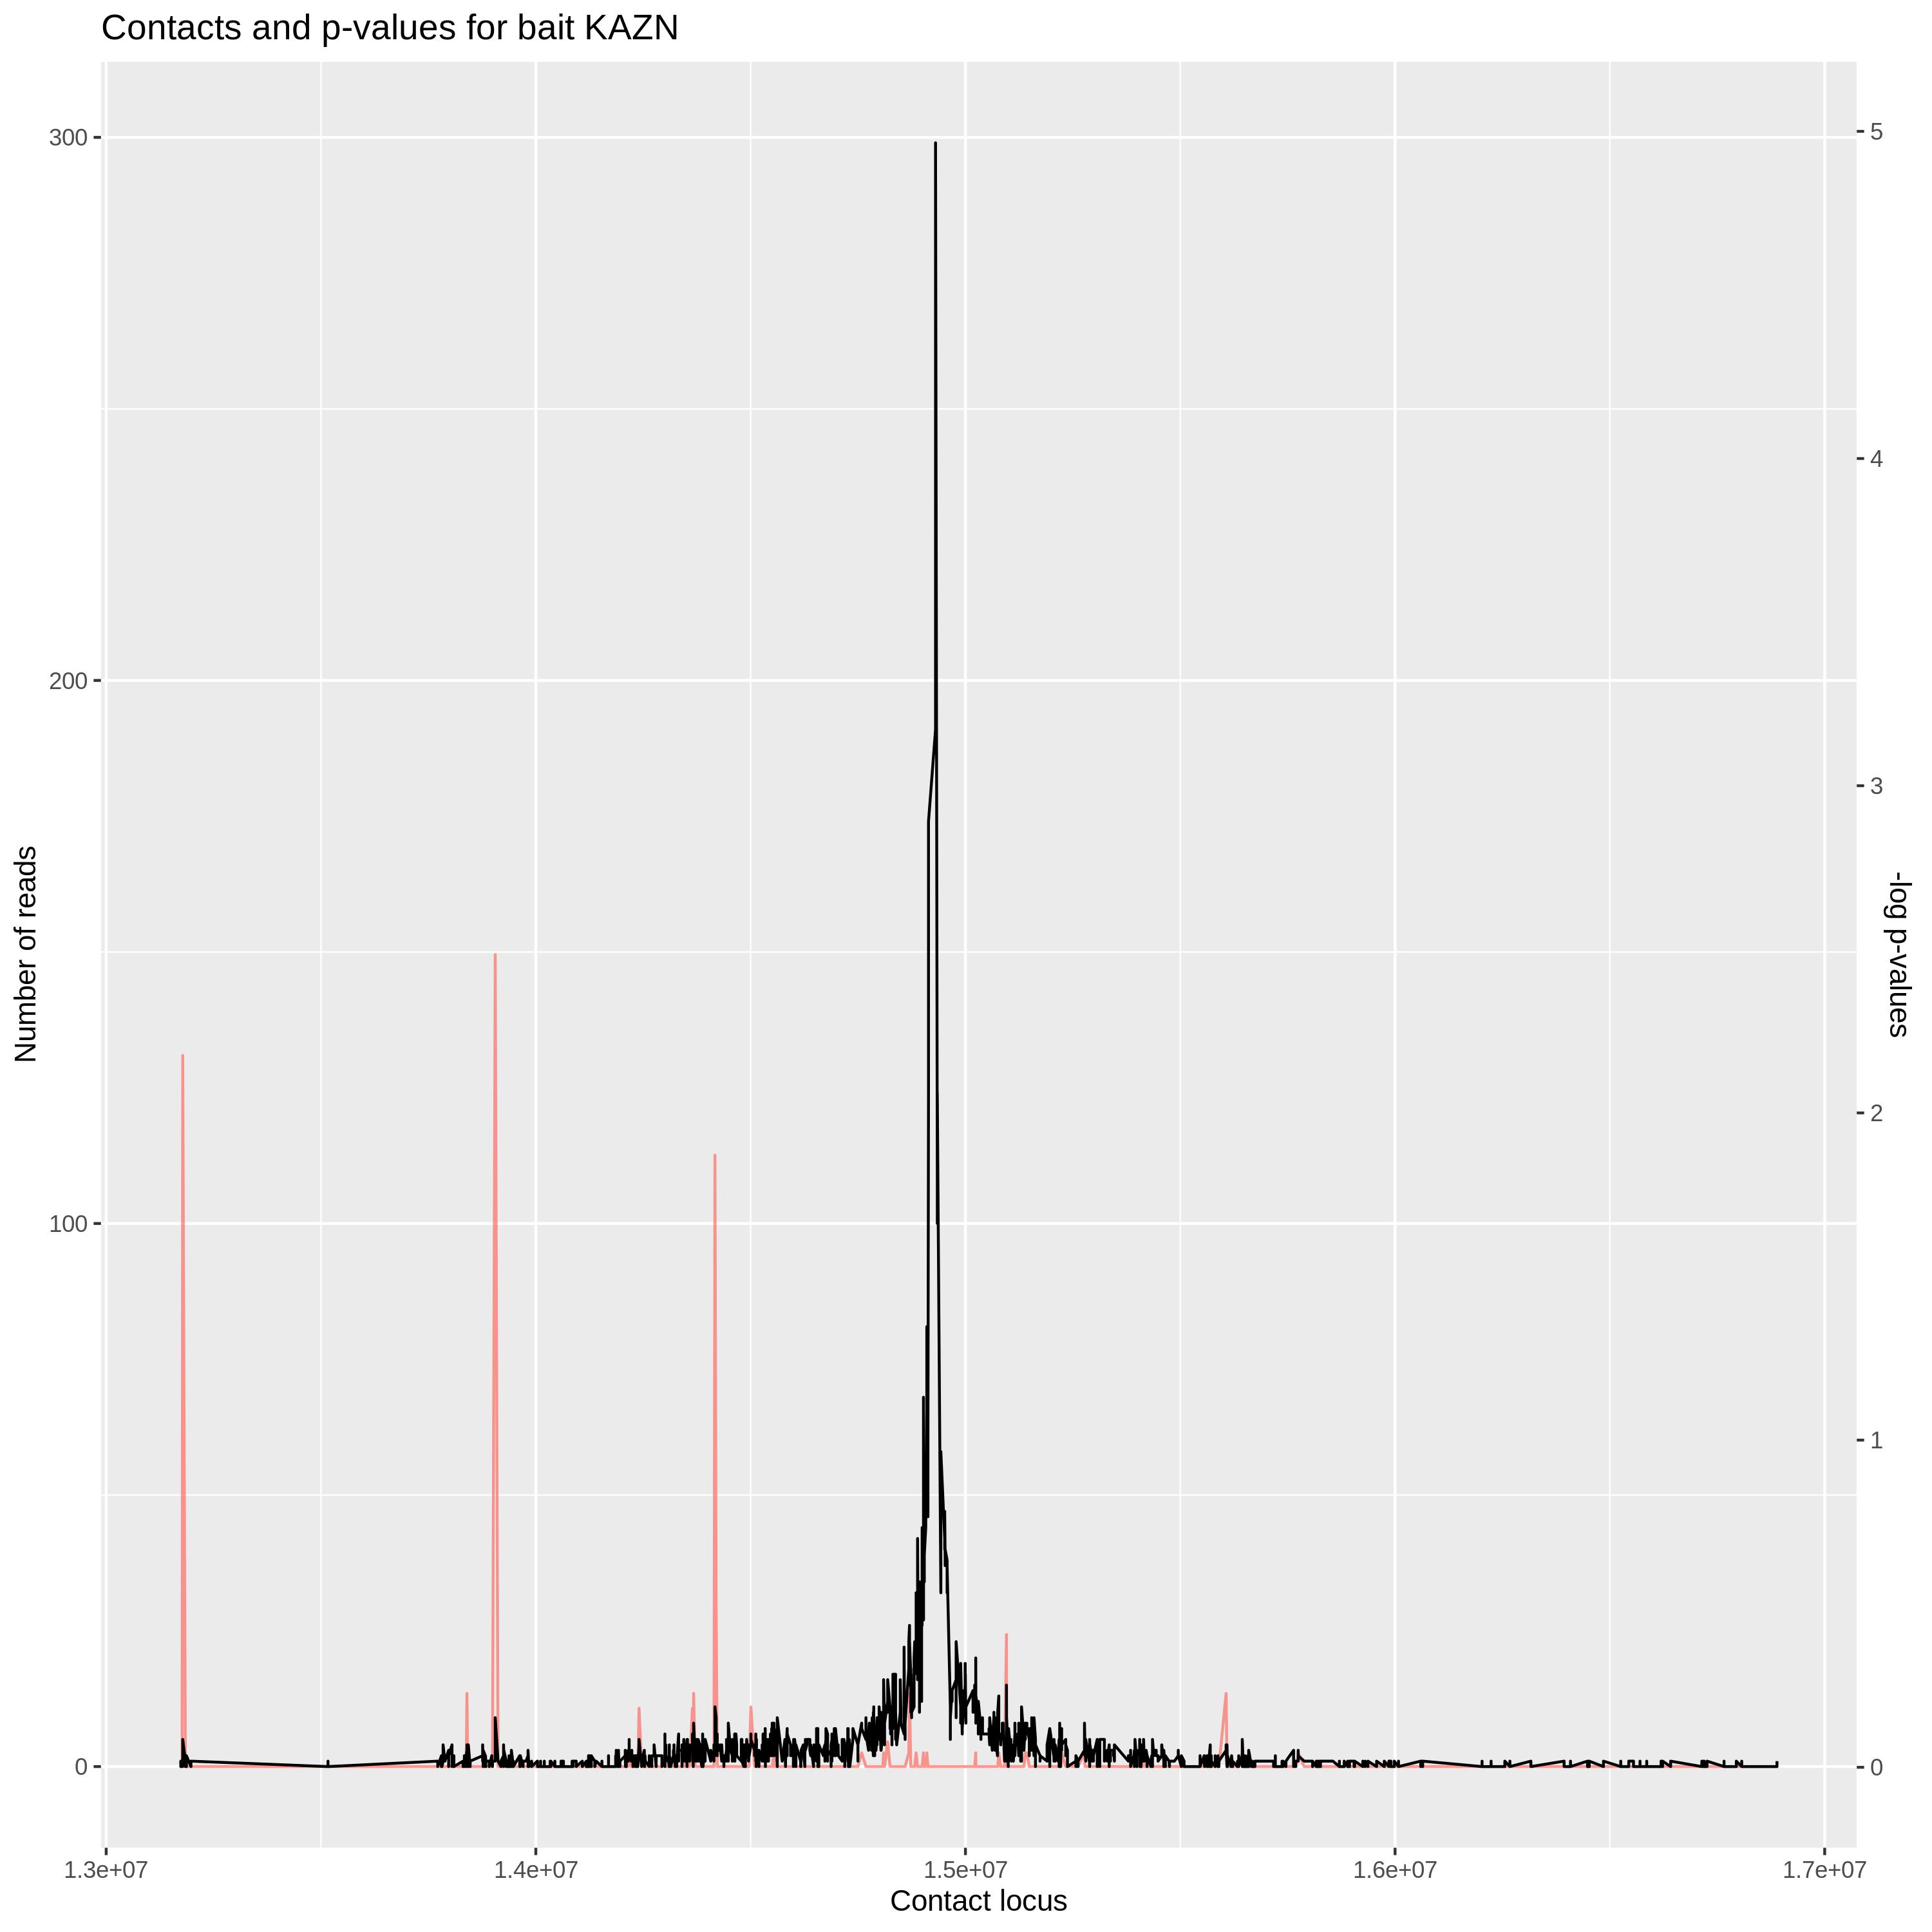 Contacts and p-values for bait KAZN
300
200
100
0
Number of reads
5
4
3
2
1
0
-log p-values
1.3e+07 1.4e+07 1.5e+07 1.6e+07 1.7e+07
Contact locus